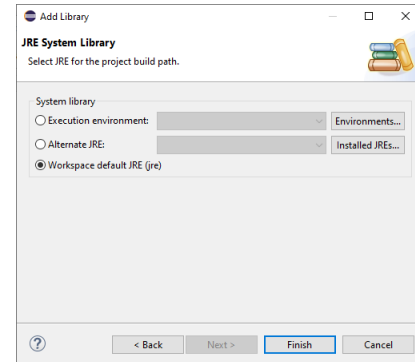 Add Library
JRE System Library
Select JRE for the project build path.
System library
Execution environment: Environments...
Alternate JRE: Installed JREs...
Workspace default JRE (jre)
? < Back Next > Finish Cancel